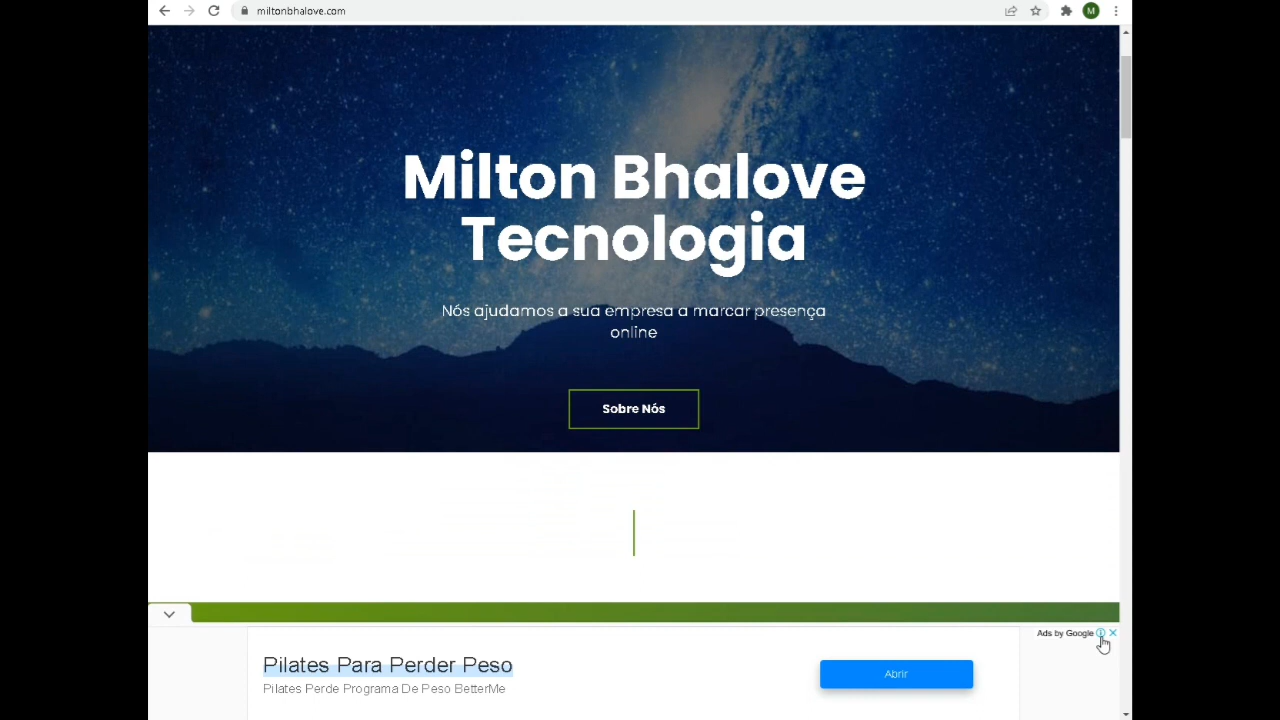 miltonbhalove.com
M
Milton Bhalove
Tecnologia
Nós ajudamos a sua empresa a marcar presença
online
Sobre Nós
Ads by Google
Pilates Para Perder Peso
Pilates Perde Programa De Peso BetterMe
Abrir